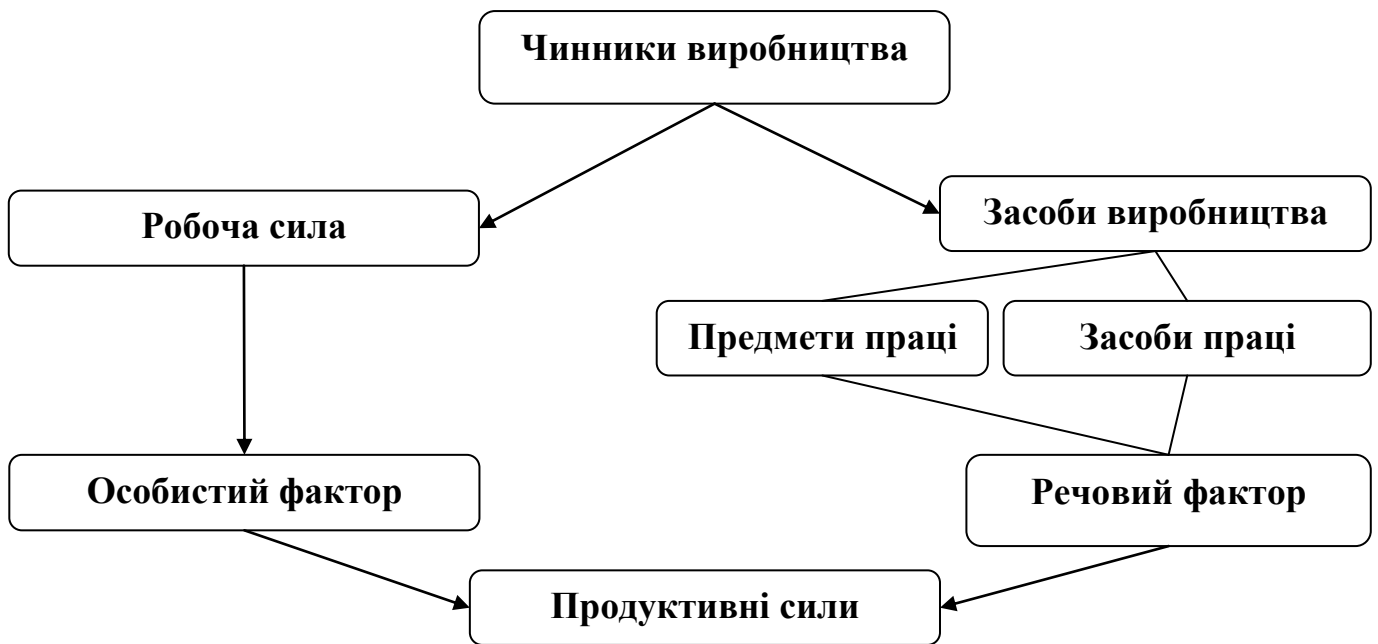 Чинники виробництва
Робоча сила
Засоби виробництва
Предмети праці
Засоби праці
Особистий фактор
Речовий фактор
Продуктивні сили